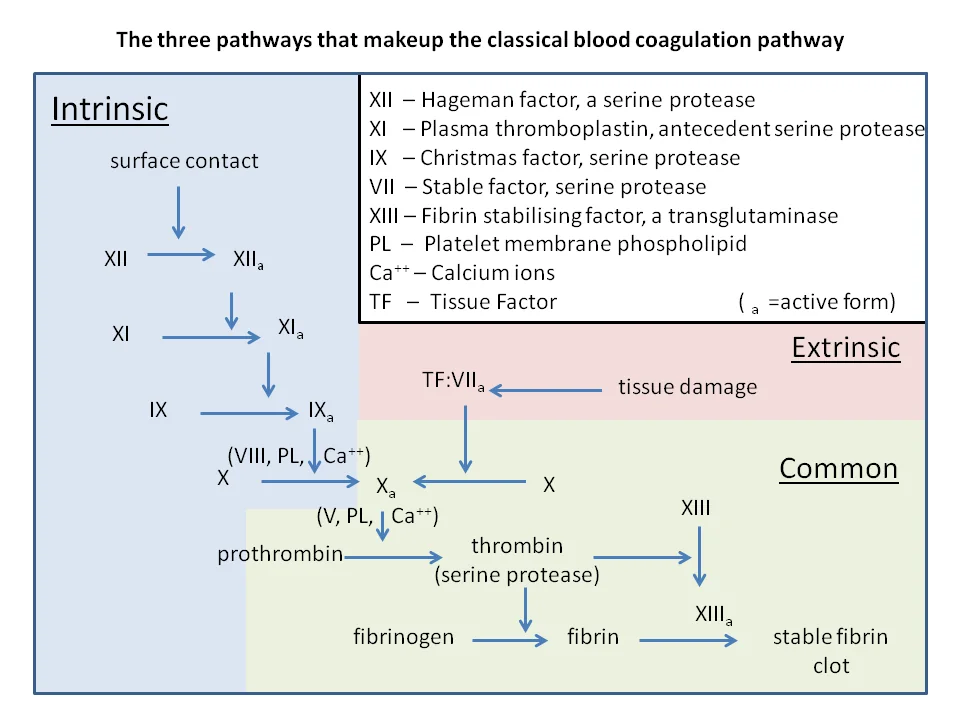 The three pathways that makeup the classical blood coagulation pathway
Intrinsic
surface contact
XII
XIIₐ
XI
XIₐ
IX
IXₐ
(VIII, PL, Ca⁺⁺)
X
XII – Hageman factor, a serine protease
XI – Plasma thromboplastin, antecedent serine protease
IX – Christmas factor, serine protease
VII – Stable factor, serine protease
XIII – Fibrin stabilising factor, a transglutaminase
PL – Platelet membrane phospholipid
Ca⁺⁺ – Calcium ions
TF – Tissue Factor ( ₐ =active form)
Extrinsic
TF:VIIₐ
tissue damage
Common
Xₐ
X
(V, PL, Ca⁺⁺)
XIII
prothrombin
thrombin
(serine protease)
XIIIₐ
fibrinogen
fibrin
stable fibrin
clot